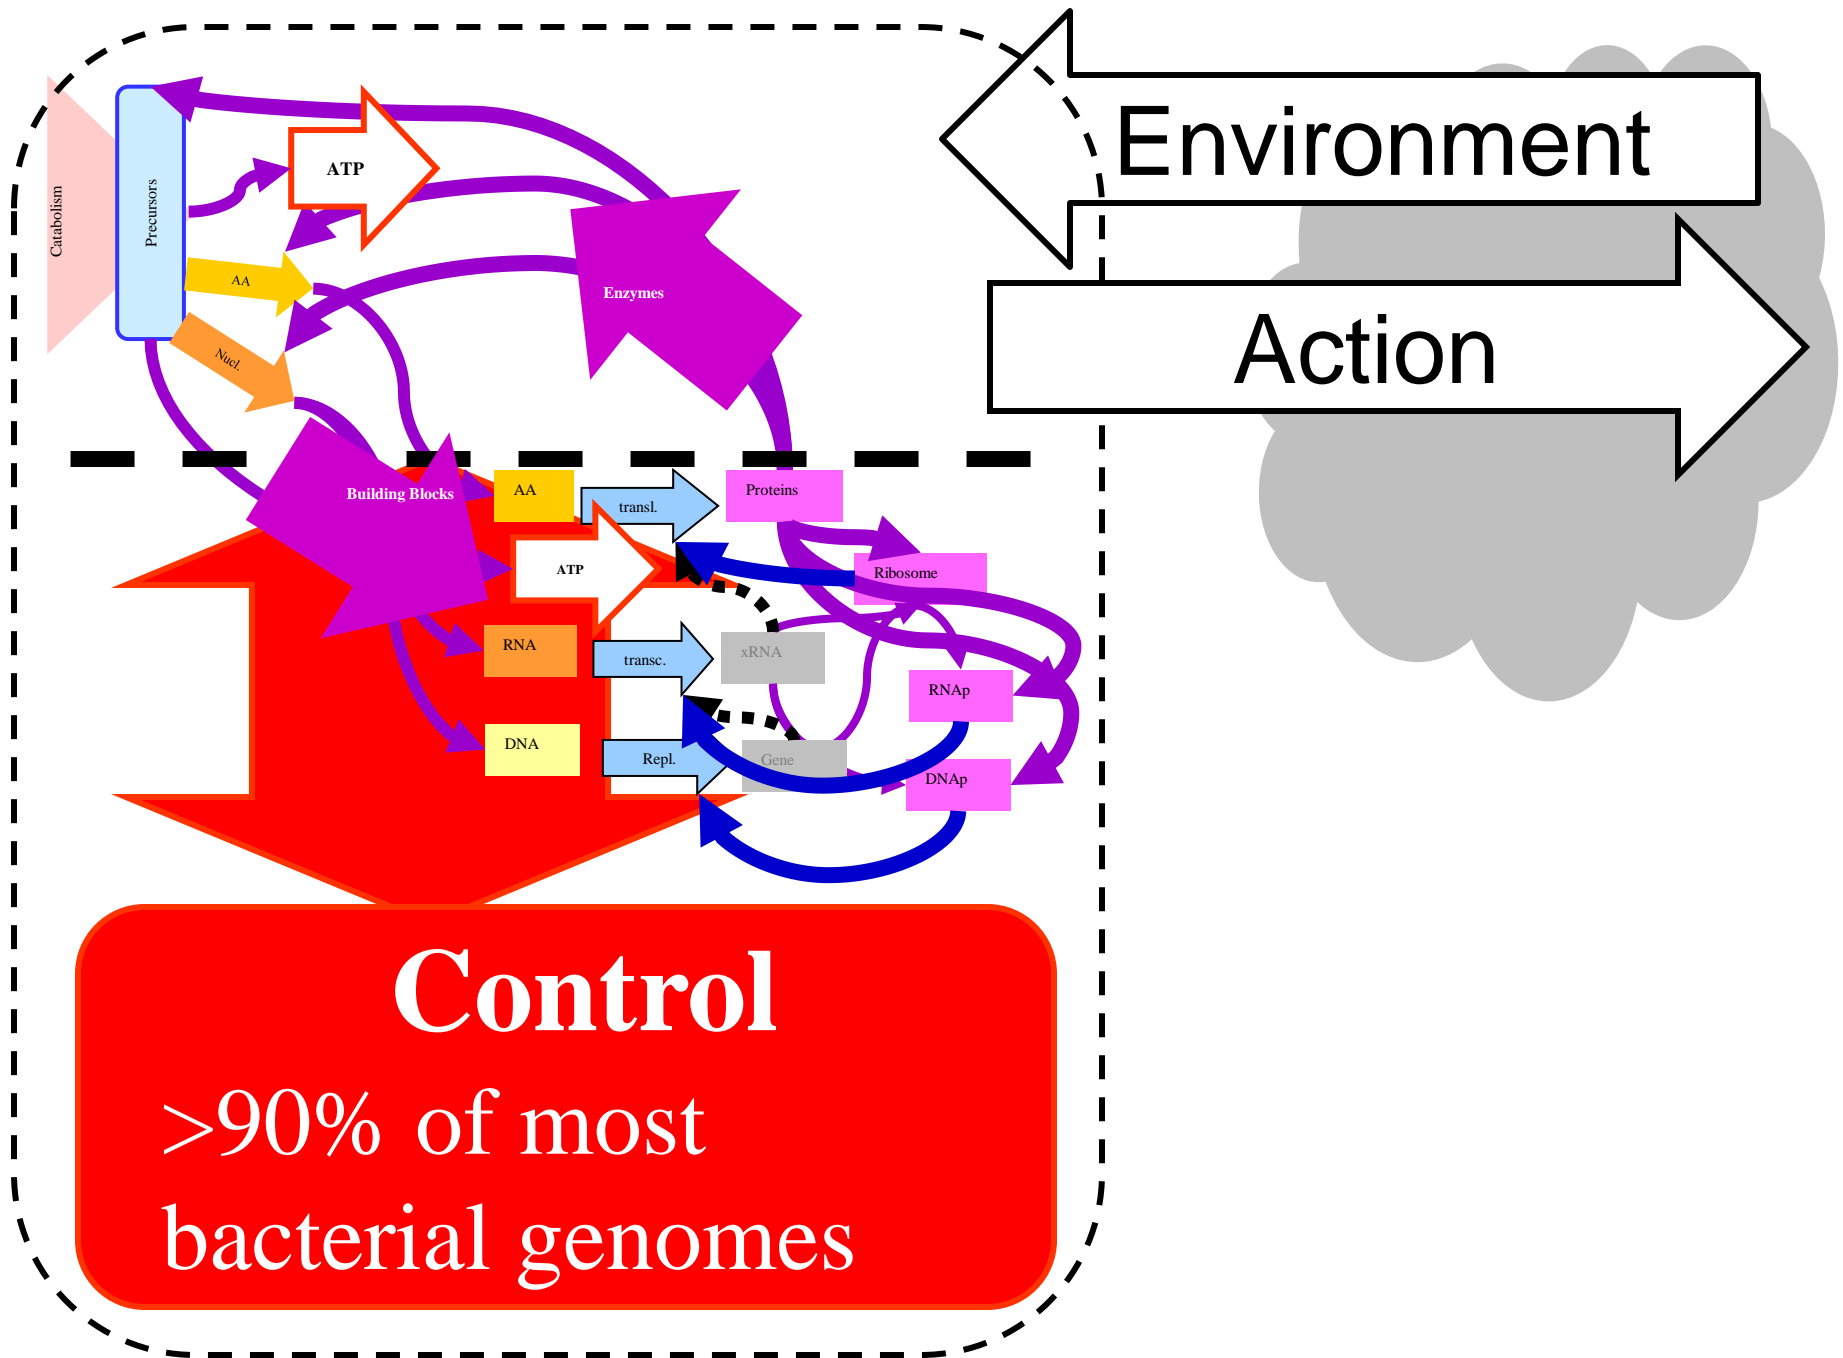 Environment
Action
Catabolism
Precursors
ATP
AA
Nucl.
Enzymes
Building Blocks
AA
transl.
Proteins
ATP
Ribosome
RNA
transc.
xRNA
RNAp
DNA
Repl.
Gene
DNAp
Control
>90% of most
bacterial genomes